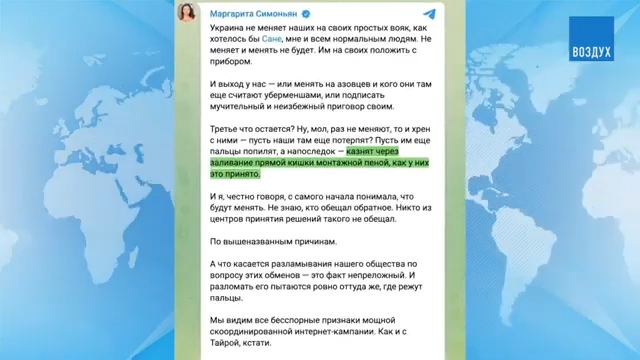 Маргарита Симоньян
Украина не меняет наших на своих простых вояк, как
хотелось бы Сане, мне и всем нормальным людям. Не
меняет и менять не будет. Им на своих положить с
прибором.
И выход у нас — или менять на азовцев и кого они там
еще считают уберменшами, или подписать
мучительный и неизбежный приговор своим.
Третье что остается? Ну, мол, раз не меняют, то и хрен
с ними — пусть наши там еще потерпят? Пусть им еще
пальцы попилят, а напоследок — казнят через
заливание прямой кишки монтажной пеной, как у них
это принято.
И я, честно говоря, с самого начала понимала, что
будут менять. Не знаю, кто обещал обратное. Никто из
центров принятия решений такого не обещал.
По вышеназванным причинам.
А что касается разламывания нашего общества по
вопросу этих обменов — это факт непреложный. И
разломать его пытаются ровно оттуда же, где режут
пальцы.
Мы видим все бесспорные признаки мощной
скоординированной интернет-кампании. Как и с
Тайрой, кстати.
ВОЗДУХ